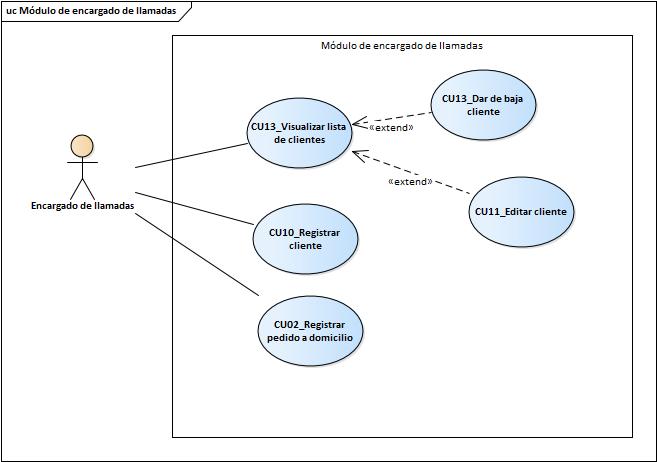 uc Módulo de encargado de llamadas
Módulo de encargado de llamadas
CU13_Visualizar lista
de clientes
CU13_Dar de baja
cliente
«extend»
«extend»
CU11_Editar cliente
Encargado de llamadas
CU10_Registrar
cliente
CU02_Registrar
pedido a domicilio